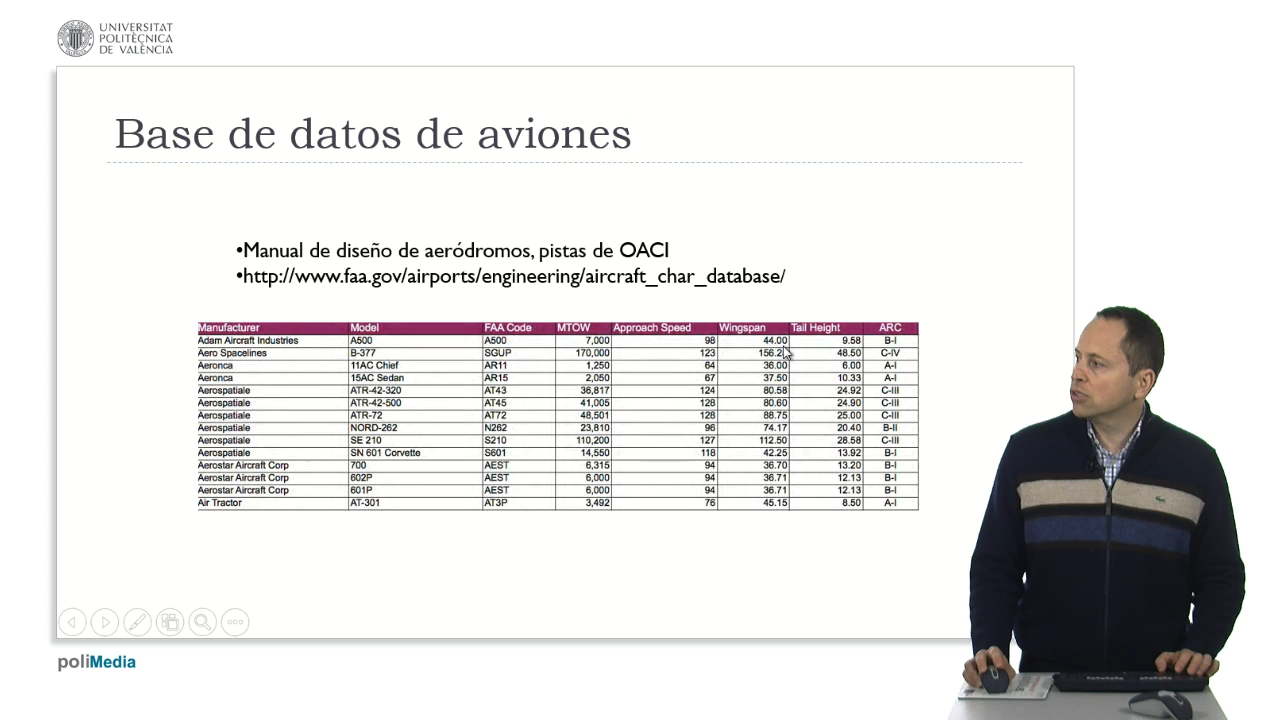 UNIVERSITAT
POLITÈCNICA
DE VALÈNCIA
Base de datos de aviones
•Manual de diseño de aeródromos, pistas de OACI
•http://www.faa.gov/airports/engineering/aircraft_char_database/
Manufacturer Model FAA Code MTOW Approach Speed Wingspan Tail Height ARC
Adam Aircraft Industries A500 A500 7,000 98 44.00 9.58 B-I
Aero Spacelines B-377 SGUP 170,000 123 48.50 C-IV
Aeronca 11AC Chief AR11 1,250 64 36.00 6.00 A-I
Aeronca 15AC Sedan AR15 2,050 67 37.50 10.33 A-I
Aerospatiale ATR-42-320 AT43 36,817 124 80.58 24.92 C-III
Aerospatiale ATR-42-500 AT45 41,005 128 80.60 24.90 C-III
Aerospatiale ATR-72 AT72 48,501 128 88.75 25.00 C-III
Aerospatiale NORD-262 N262 23,810 96 74.17 20.40 B-II
Aerospatiale SE 210 S210 110,200 127 112.50 28.58 C-III
Aerospatiale SN 601 Corvette S601 14,550 118 42.25 13.92 B-I
Aerostar Aircraft Corp 700 AEST 6,315 94 36.70 13.20 B-I
Aerostar Aircraft Corp 602P AEST 6,000 94 36.71 12.13 B-I
Aerostar Aircraft Corp 601P AEST 6,000 94 36.71 12.13 B-I
Air Tractor AT-301 AT3P 3,492 76 45.15 8.50 A-I
poliMedia